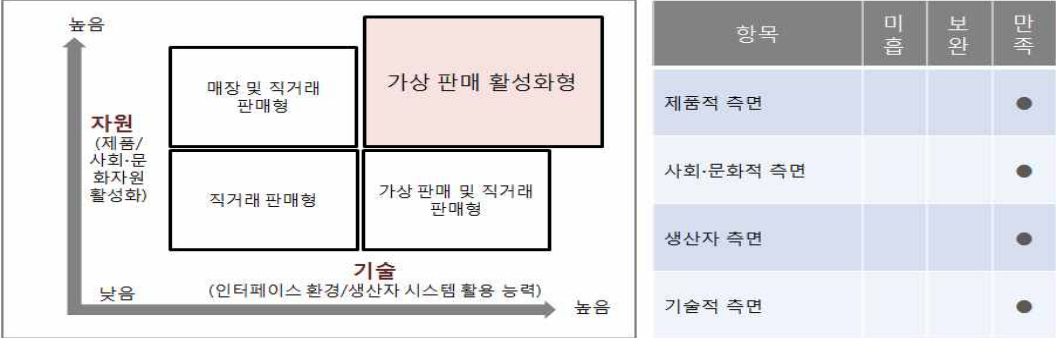 높음
매장 및 직거래
판매형
가상 판매 활성화형
자원
(제품/
사회·문
화자원
활성화)
직거래 판매형
가상 판매 및 직거래
판매형
기술
(인터페이스 환경/생산자 시스템 활용 능력)
낮음
높음
항목
미
흡
보
완
만
족
제품적 측면
●
사회·문화적 측면
●
생산자 측면
●
기술적 측면
●